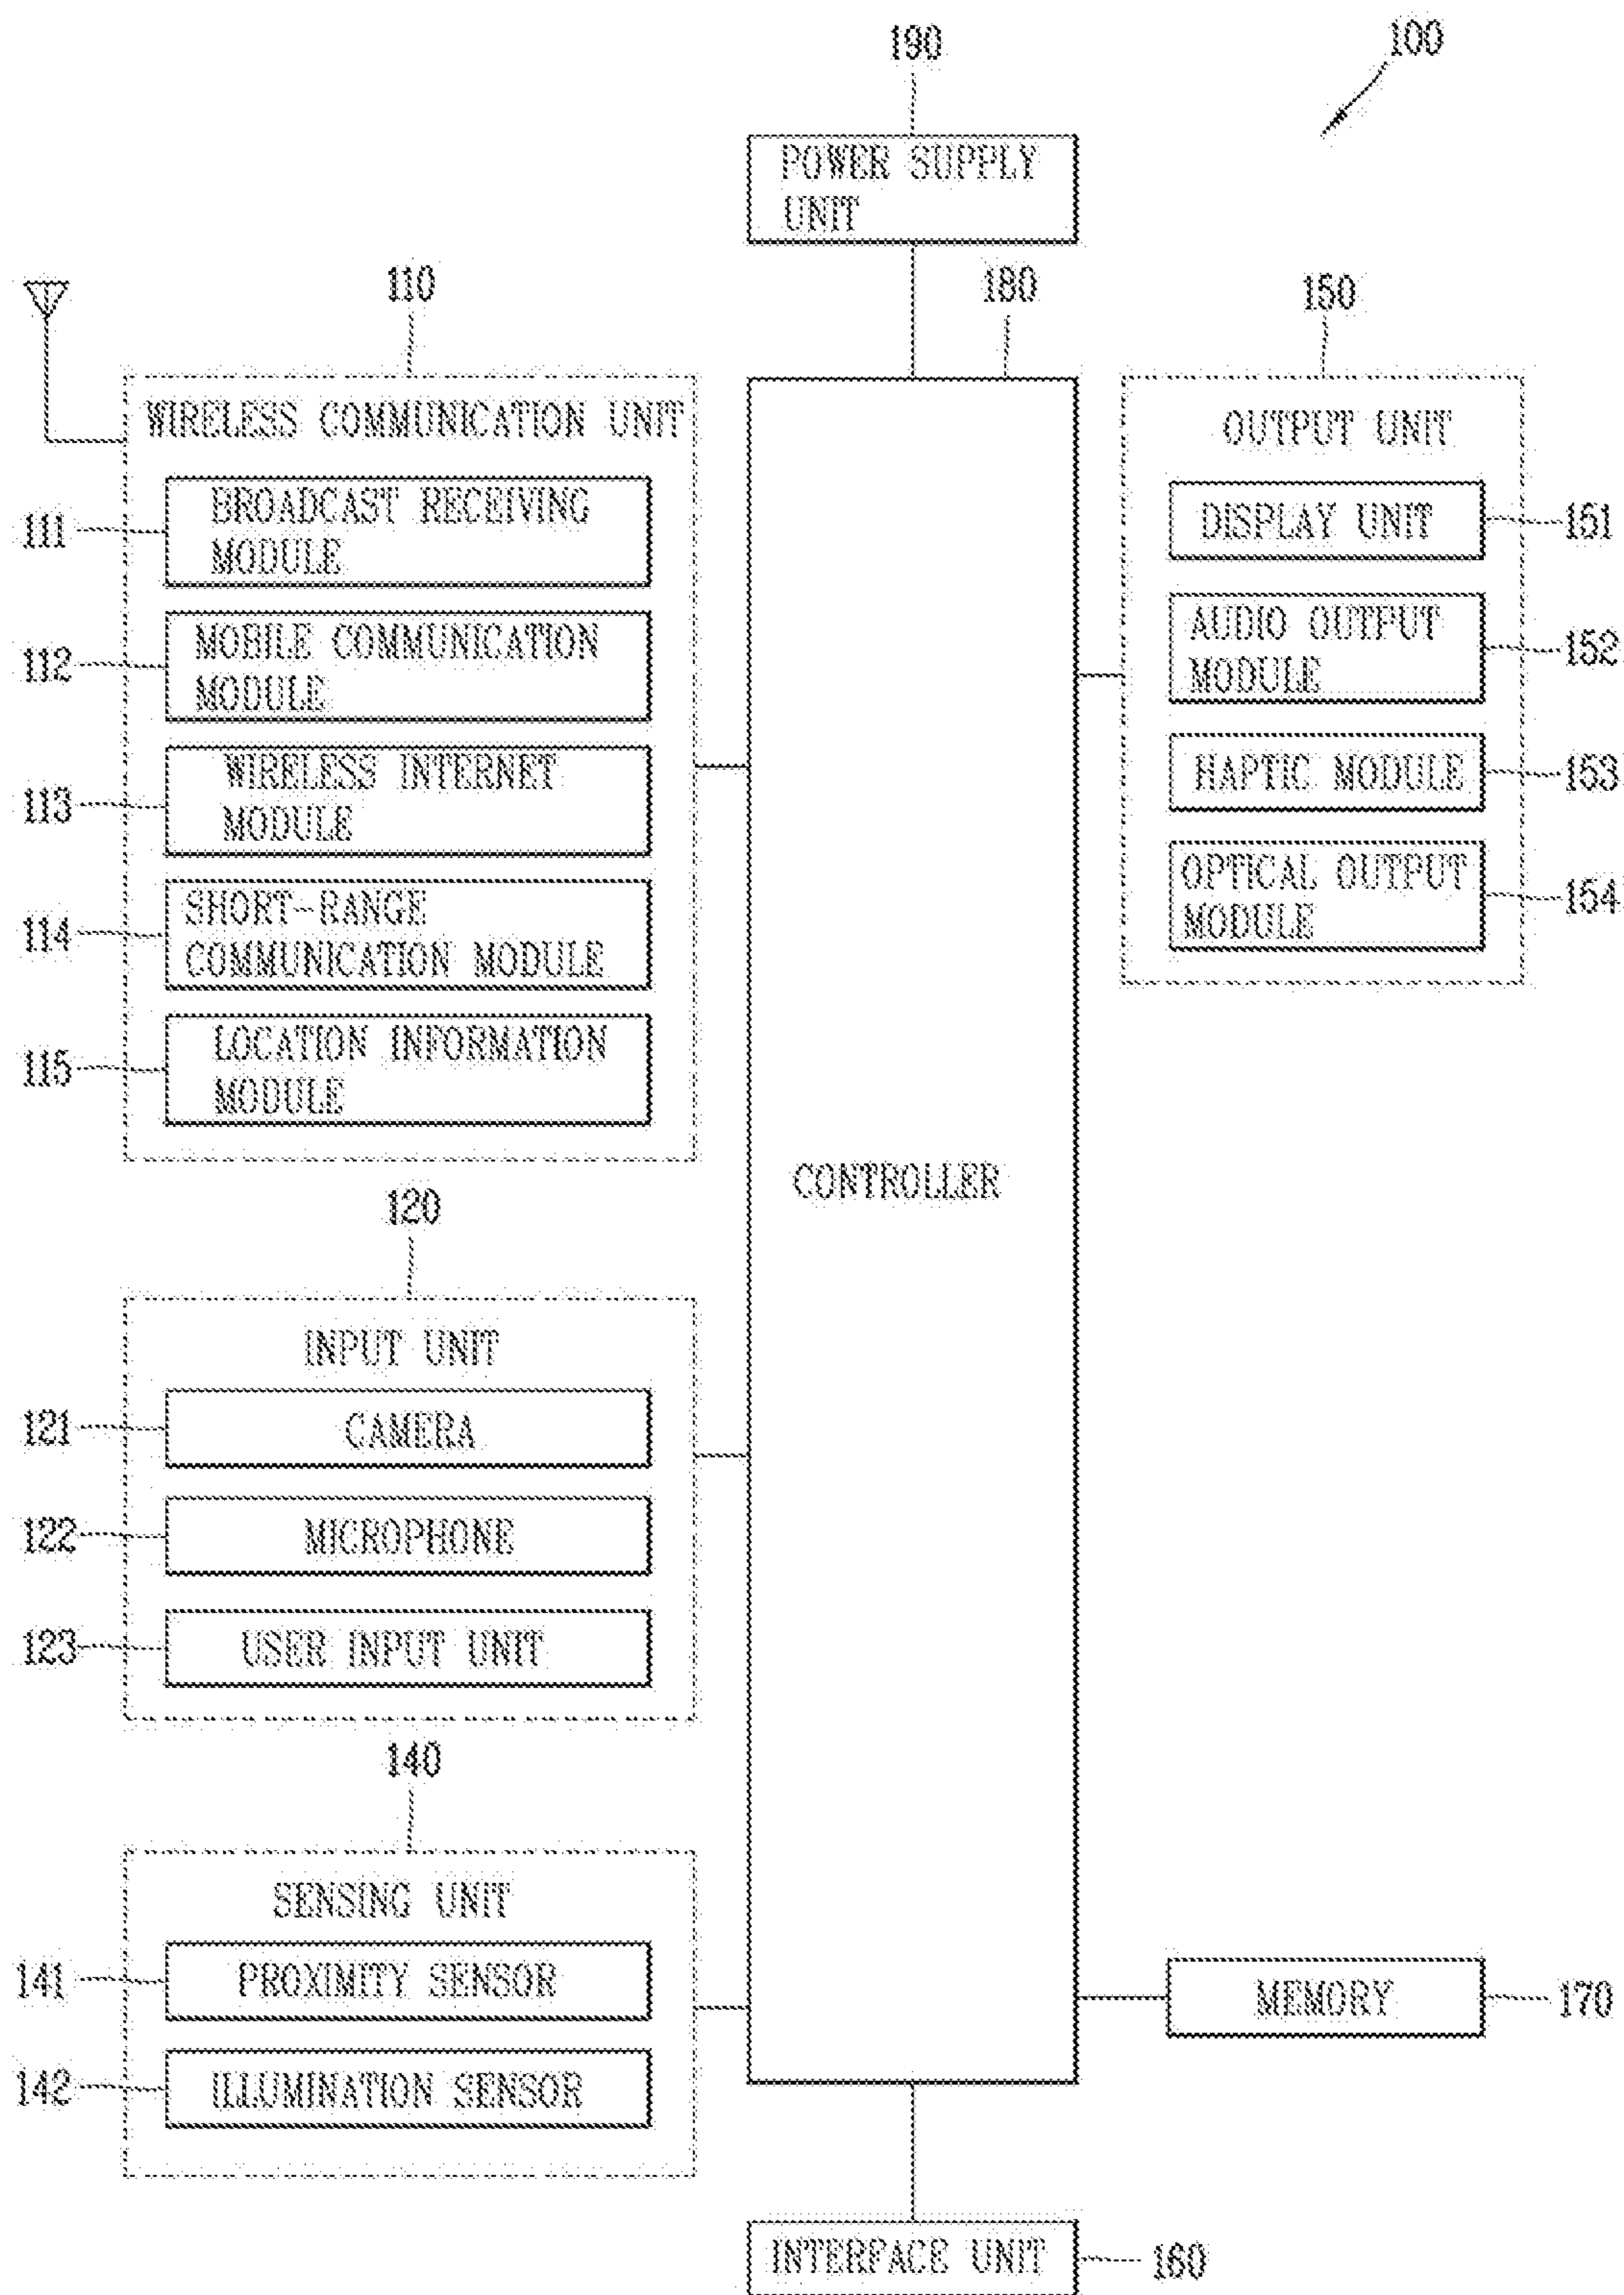 190
100
POWER SUPPLY
UNIT
110
180
150
WIRELESS COMMUNICATION UNIT
111
BROADCAST RECEIVING
MODULE
112
MOBILE COMMUNICATION
MODULE
113
WIRELESS INTERNET
MODULE
114
SHORT-RANGE
COMMUNICATION MODULE
115
LOCATION INFORMATION
MODULE
OUTPUT UNIT
DISPLAY UNIT
151
AUDIO OUTPUT
MODULE
152
HAPTIC MODULE
153
OPTICAL OUTPUT
MODULE
154
CONTROLLER
120
INPUT UNIT
121
CAMERA
122
MICROPHONE
123
USER INPUT UNIT
140
SENSING UNIT
141
PROXIMITY SENSOR
142
ILLUMINATION SENSOR
MEMORY
170
INTERFACE UNIT
160